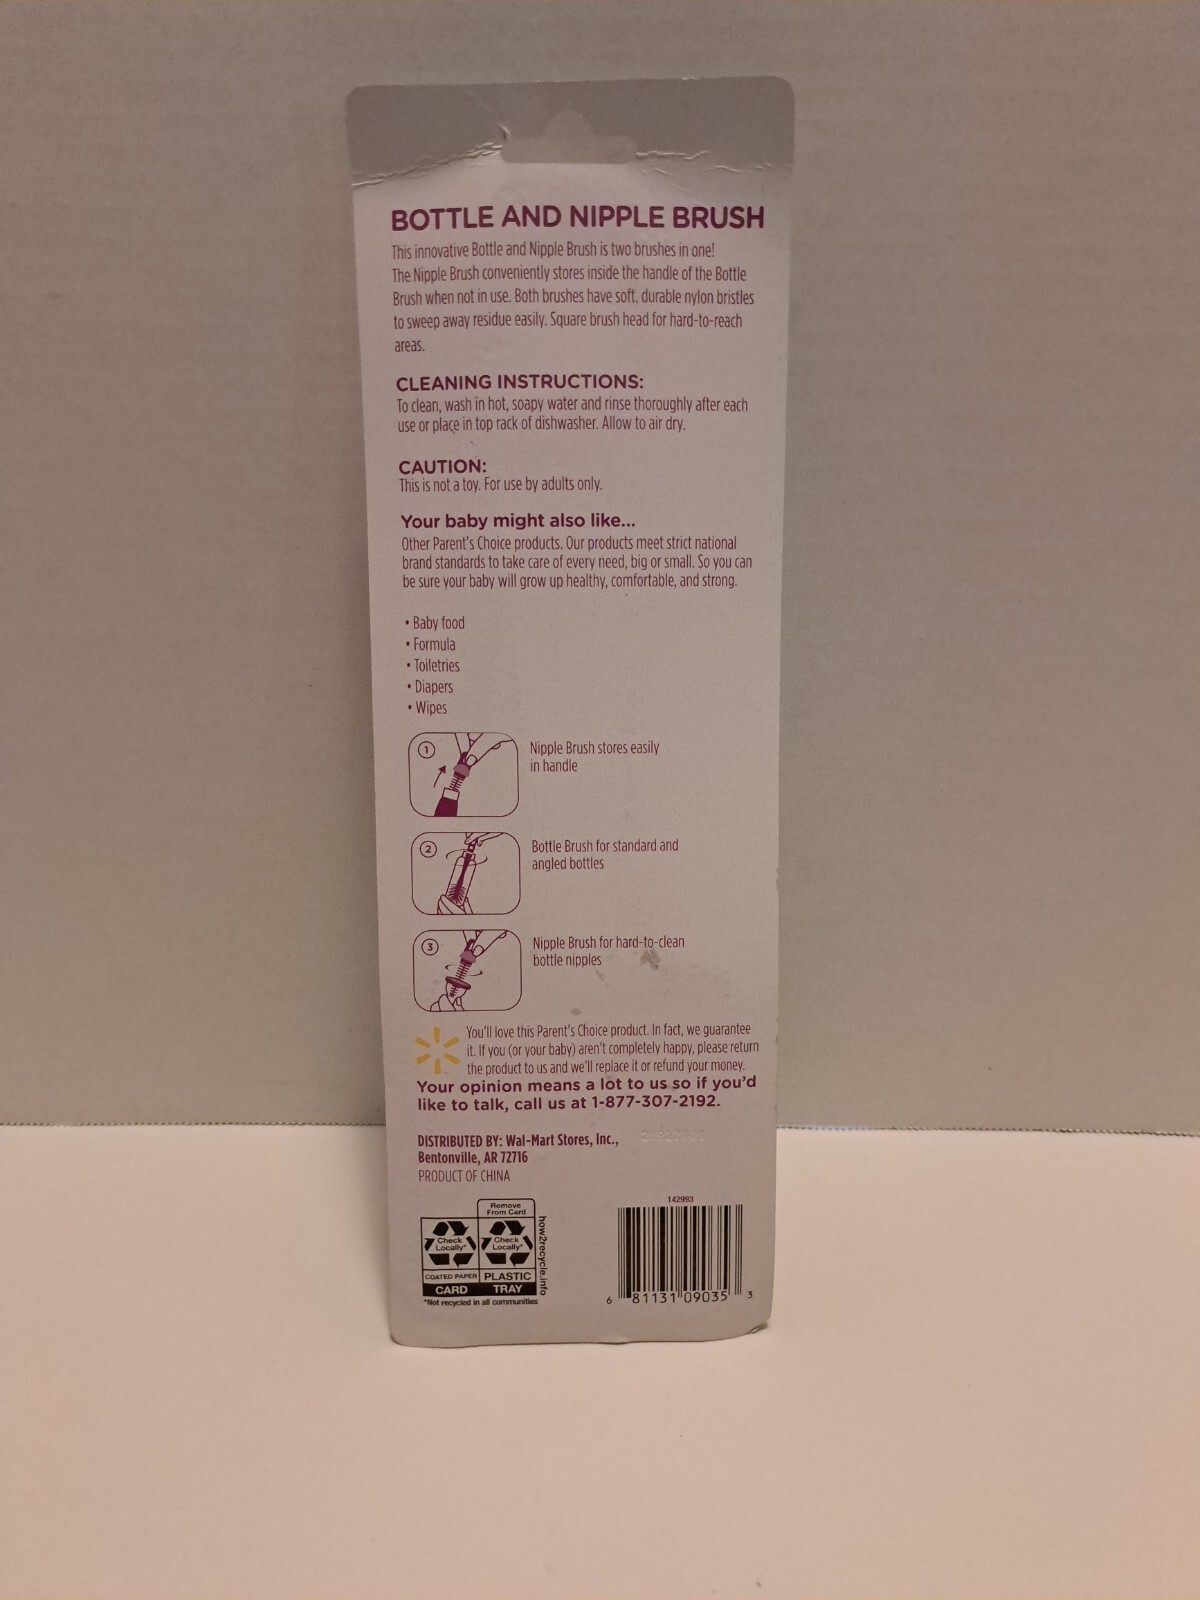 BOTTLE AND NIPPLE BRUSH
This innovative Bottle and Nipple Brush is two brushes in one!
The Nipple Brush conveniently stores inside the handle of the Bottle
Brush when not in use. Both brushes have soft, durable nylon bristles
to sweep away residue easily. Square brush head for hard-to-reach
areas.
CLEANING INSTRUCTIONS:
To clean, wash in hot, soapy water and rinse thoroughly after each
use or place in top rack of dishwasher. Allow to air dry.
CAUTION:
This is not a toy. For use by adults only.
Your baby might also like...
Other Parent's Choice products. Our products meet strict national
brand standards to take care of every need, big or small. So you can
be sure your baby will grow up healthy, comfortable, and strong.
• Baby food
• Formula
• Toiletries
• Diapers
• Wipes
1
Nipple Brush stores easily
in handle
2
Bottle Brush for standard and
angled bottles
3
Nipple Brush for hard-to-clean
bottle nipples
You'll love this Parent's Choice product. In fact, we guarantee
it. If you (or your baby) aren't completely happy, please return
the product to us and we'll replace it or refund your money.
Your opinion means a lot to us so if you'd
like to talk, call us at 1-877-307-2192.
DISTRIBUTED BY: Wal-Mart Stores, Inc.,
Bentonville, AR 72716
PRODUCT OF CHINA
Remove
From Card
Check
Locally*
COATED PAPER
CARD
Check
Locally*
PLASTIC
TRAY
how2recycle.info
*Not recycled in all communities
142993
6 81131 09035 3